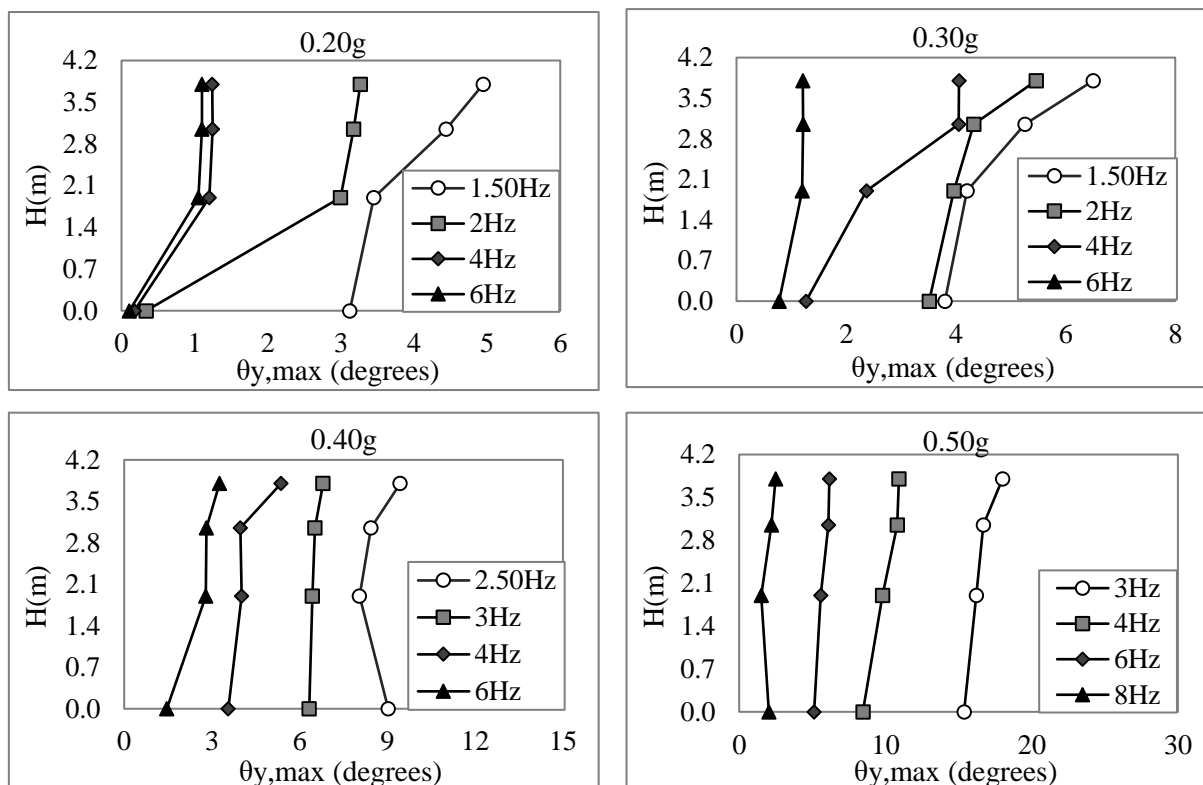 0.20g
4.2
3.5
2.8
2.1
1.4
0.7
0.0
H(m)
1.50Hz
2Hz
4Hz
6Hz
0 1 2 3 4 5 6
θy,max (degrees)
0.30g
4.2
3.5
2.8
2.1
1.4
0.7
0.0
H(m)
1.50Hz
2Hz
4Hz
6Hz
0 2 4 6 8
θy,max (degrees)
0.40g
4.2
3.5
2.8
2.1
1.4
0.7
0.0
H(m)
2.50Hz
3Hz
4Hz
6Hz
0 3 6 9 12 15
θy,max (degrees)
0.50g
4.2
3.5
2.8
2.1
1.4
0.7
0.0
H(m)
3Hz
4Hz
6Hz
8Hz
0 10 20 30
θy,max (degrees)